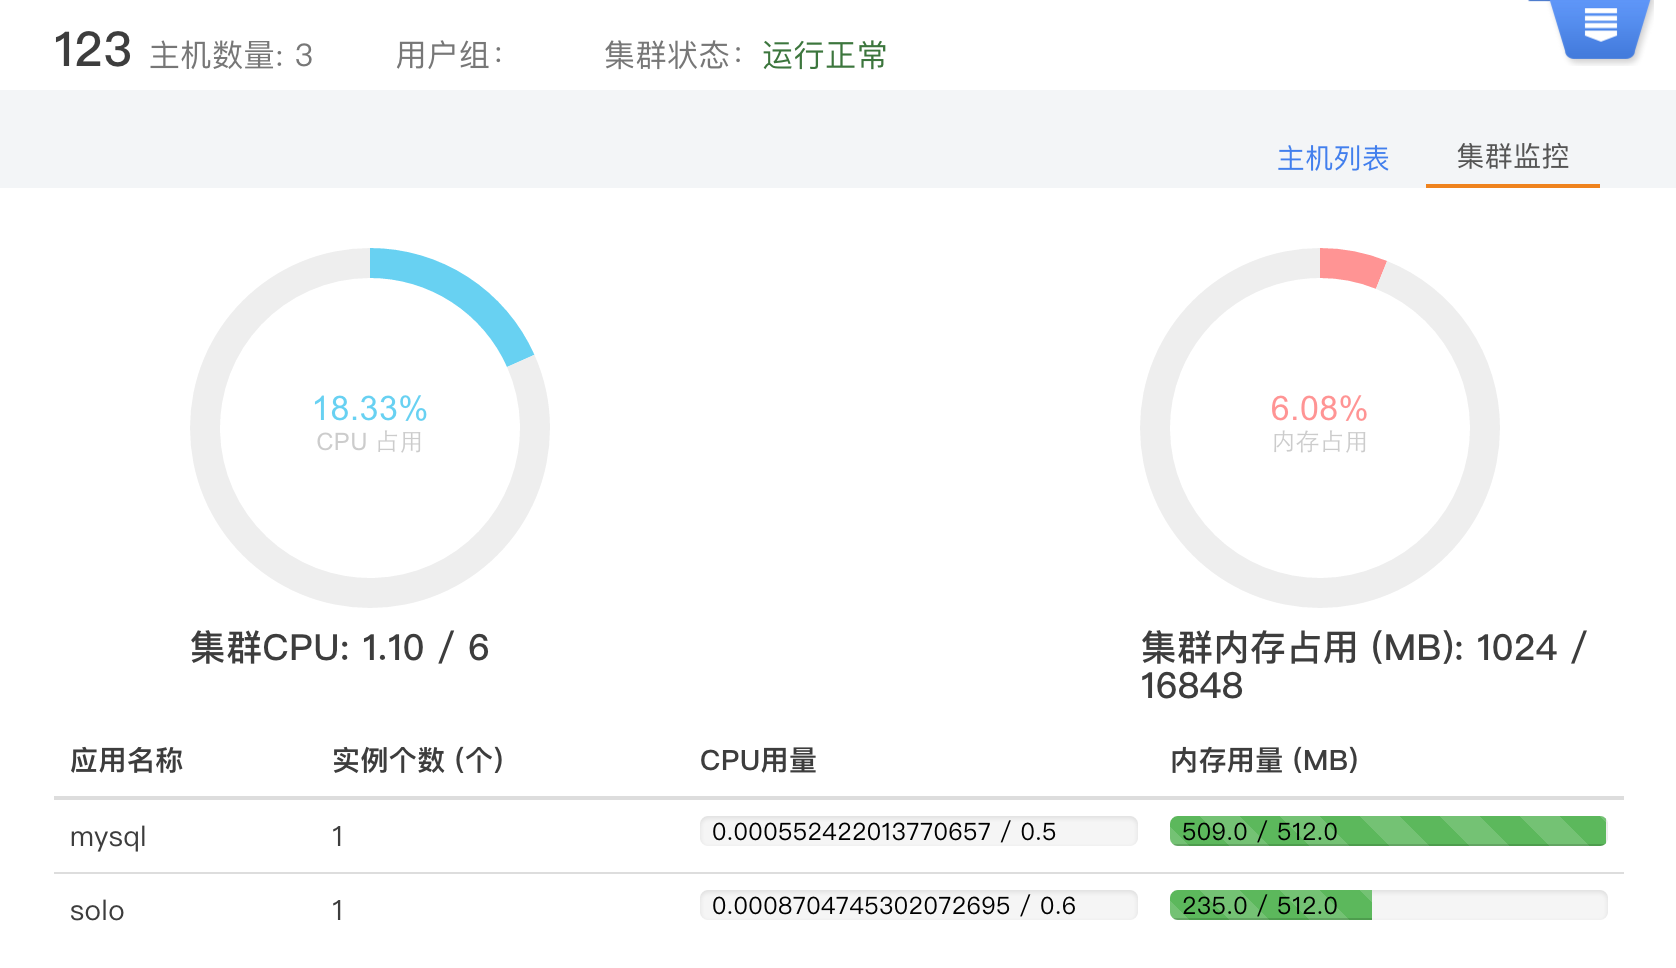 123 主机数量: 3 用户组： 集群状态： 运行正常
主机列表 集群监控
18.33%
CPU 占用
6.08%
内存占用
集群CPU: 1.10 / 6
集群内存占用 (MB): 1024 /
16848
应用名称 实例个数 (个) CPU用量 内存用量 (MB)
mysql 1 0.000552422013770657 / 0.5 509.0 / 512.0
solo 1 0.0008704745302072695 / 0.6 235.0 / 512.0